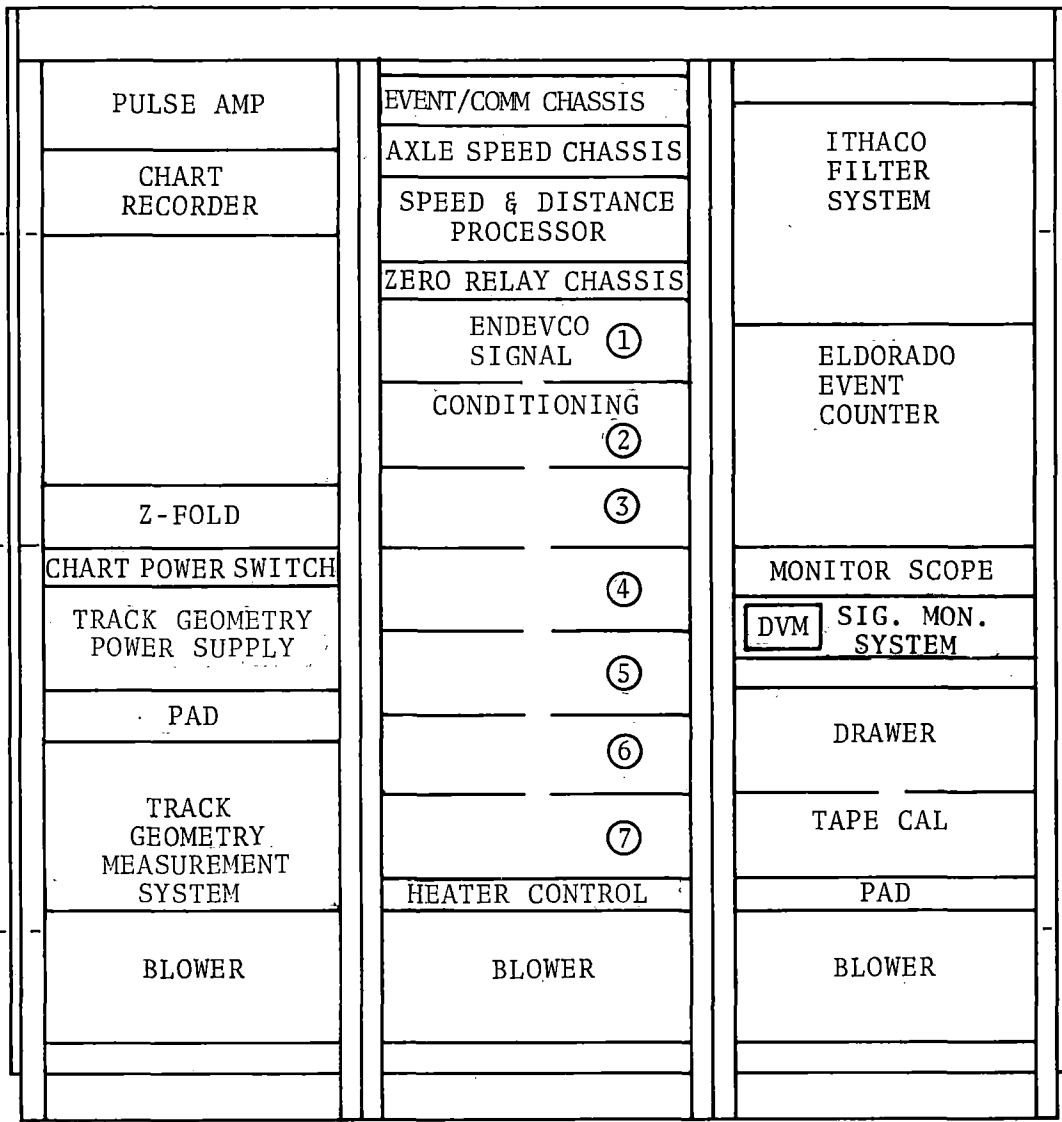 PULSE AMP
CHART
RECORDER
Z-FOLD
CHART POWER SWITCH
TRACK GEOMETRY
POWER SUPPLY
PAD
TRACK
GEOMETRY
MEASUREMENT
SYSTEM
BLOWER
EVENT/COMM CHASSIS
AXLE SPEED CHASSIS
SPEED & DISTANCE
PROCESSOR
ZERO RELAY CHASSIS
ENDEVCO
SIGNAL ①
CONDITIONING
②
③
④
⑤
⑥
⑦
HEATER CONTROL
BLOWER
ITHACO
FILTER
SYSTEM
ELDORADO
EVENT
COUNTER
MONITOR SCOPE
DVM SIG. MON.
SYSTEM
DRAWER
TAPE CAL
PAD
BLOWER